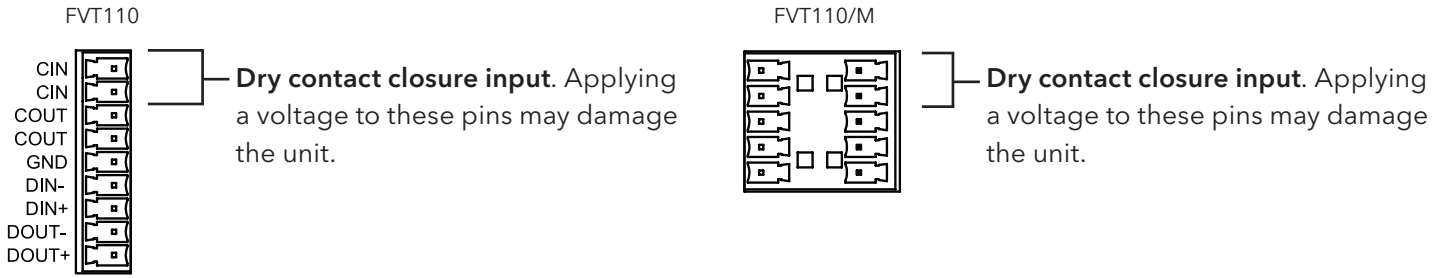 FVT110
CIN
CIN
COUT
COUT
GND
DIN-
DIN+
DOUT-
DOUT+
Dry contact closure input. Applying
a voltage to these pins may damage
the unit.
FVT110/M
Dry contact closure input. Applying
a voltage to these pins may damage
the unit.